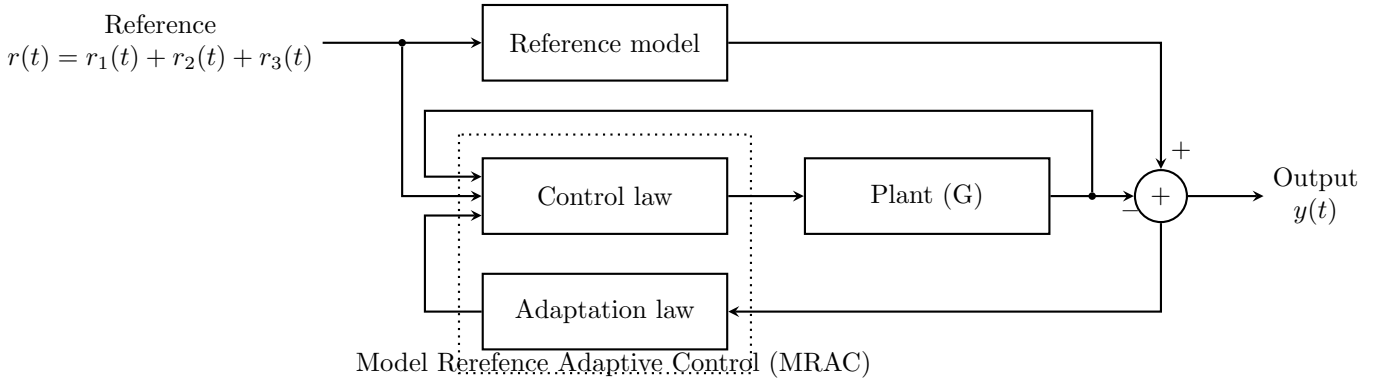 Reference
r(t) = r₁(t) + r₂(t) + r₃(t)
Reference model
+
Control law
Plant (G)
−
+
Output
y(t)
Adaptation law
Model Rerefence Adaptive Control (MRAC)